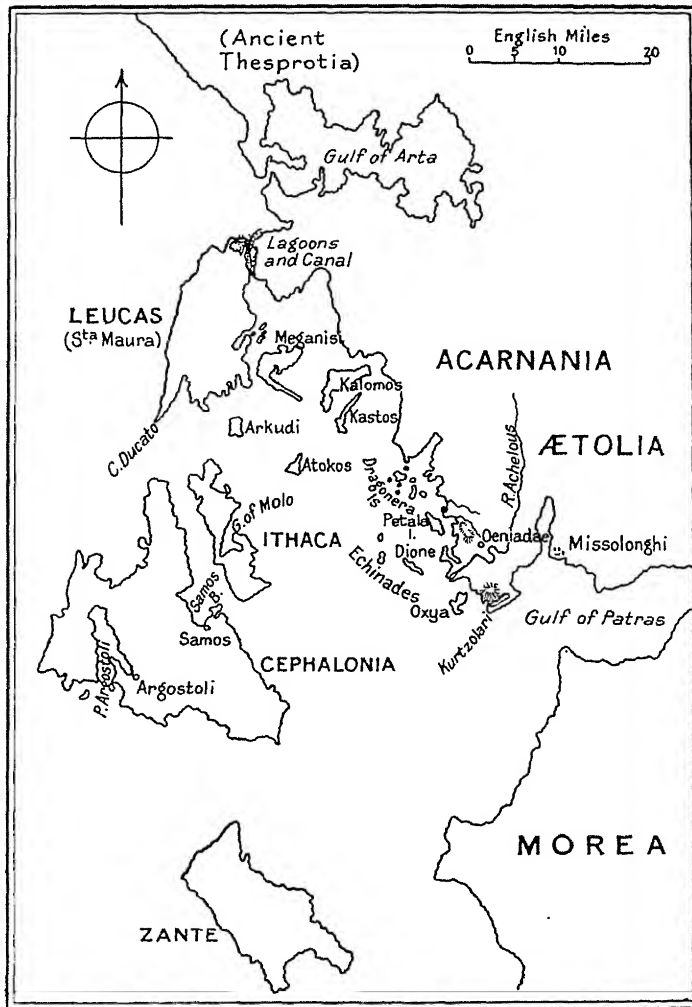 (Ancient
Thesprotia)
English Miles
0 5 10 20
Gulf of Arta
Lagoons
and Canal
LEUCAS
(Sta Maura)
Meganisi
ACARNANIA
Kalomos
Kastos
C. Ducato
Arkudi
Atokos
R. Achelous
ÆTOLIA
Dragonera
Is
G. of Molo
ITHACA
Petala
I.
Oeniadae
Missolonghi
Dione
Echinades
Samos
B.
Oxya
Kurtzolari
Gulf of Patras
Samos
CEPHALONIA
P. Argostoli
Argostoli
MOREA
ZANTE